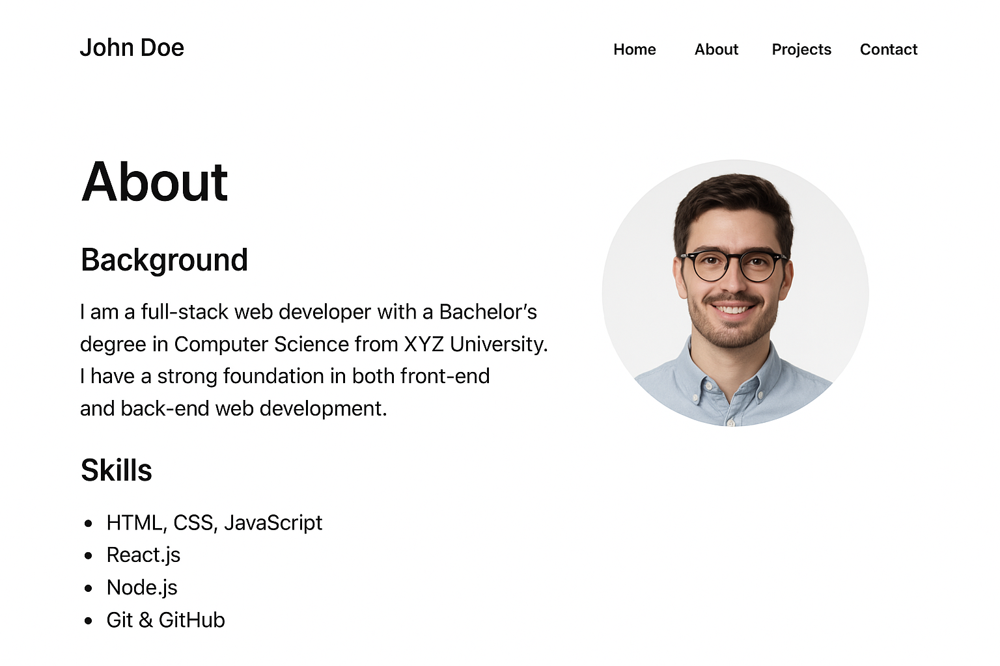 John Doe
Home About Projects Contact
About
Background
I am a full-stack web developer with a Bachelor’s
degree in Computer Science from XYZ University.
I have a strong foundation in both front-end
and back-end web development.
Skills
• HTML, CSS, JavaScript
• React.js
• Node.js
• Git & GitHub